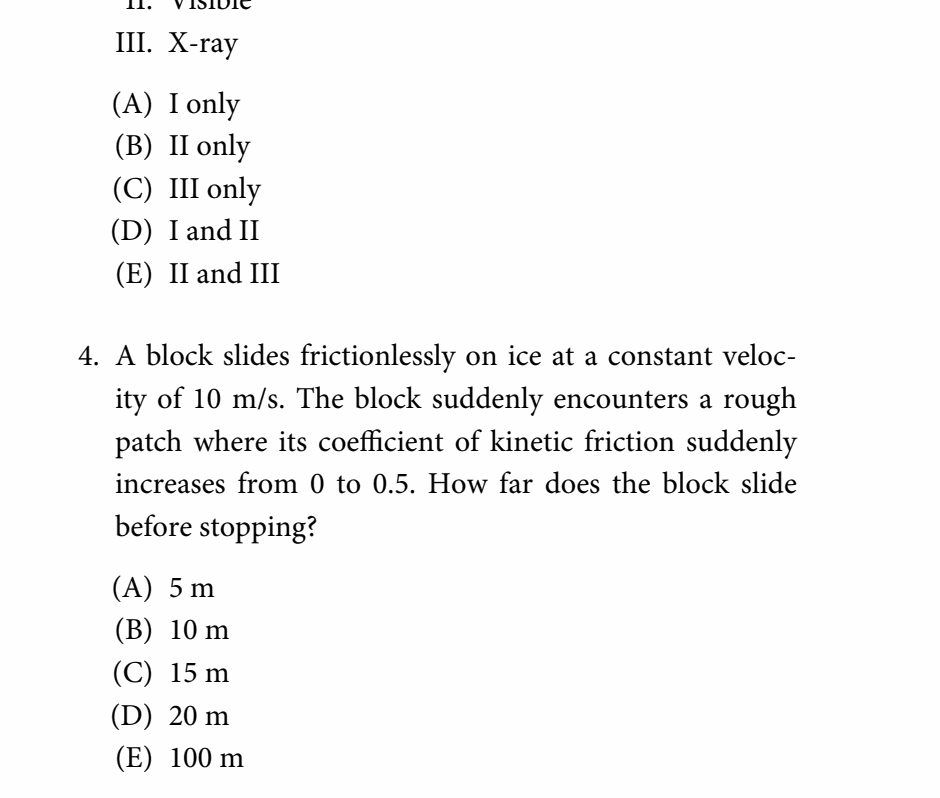 II. Visible
III. X-ray
(A) I only
(B) II only
(C) III only
(D) I and II
(E) II and III
4. A block slides frictionlessly on ice at a constant veloc-
ity of 10 m/s. The block suddenly encounters a rough
patch where its coefficient of kinetic friction suddenly
increases from 0 to 0.5. How far does the block slide
before stopping?
(A) 5 m
(B) 10 m
(C) 15 m
(D) 20 m
(E) 100 m